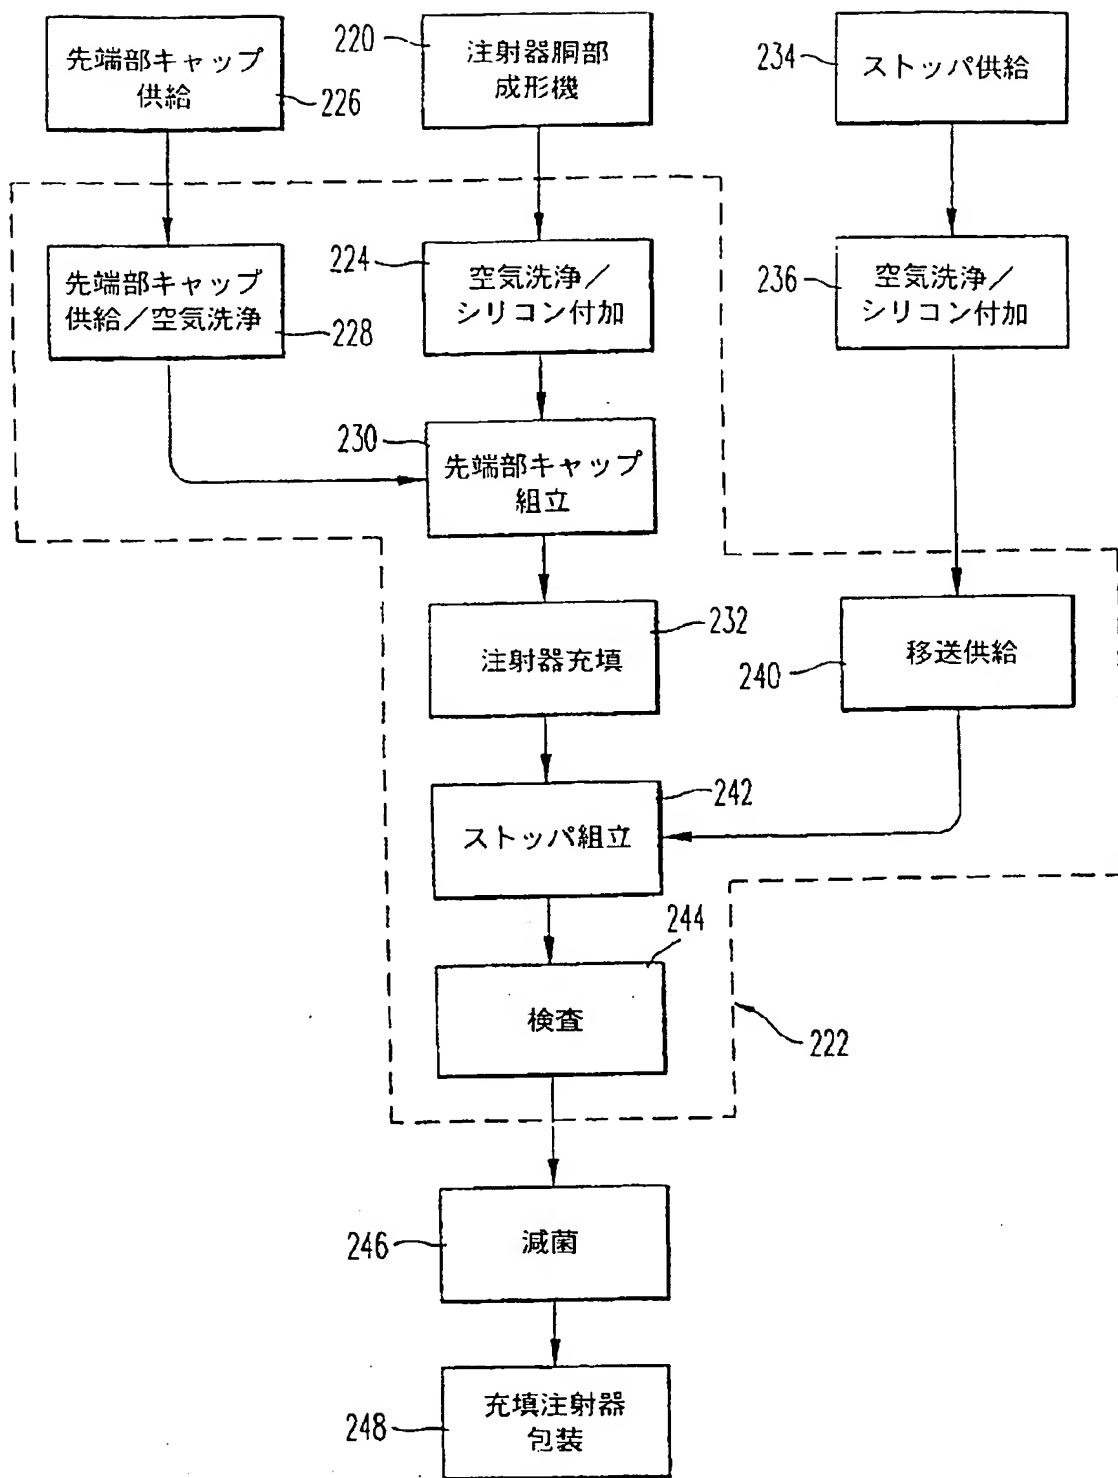 先端部キャップ
供給
226
220
注射器胴部
成形機
234
ストッパ供給
先端部キャップ
供給／空気洗浄
228
224
空気洗浄／
シリコン付加
236
空気洗浄／
シリコン付加
230
先端部キャップ
組立
232
注射器充填
240
移送供給
242
ストッパ組立
244
検査
222
246
減菌
248
充填注射器
包装